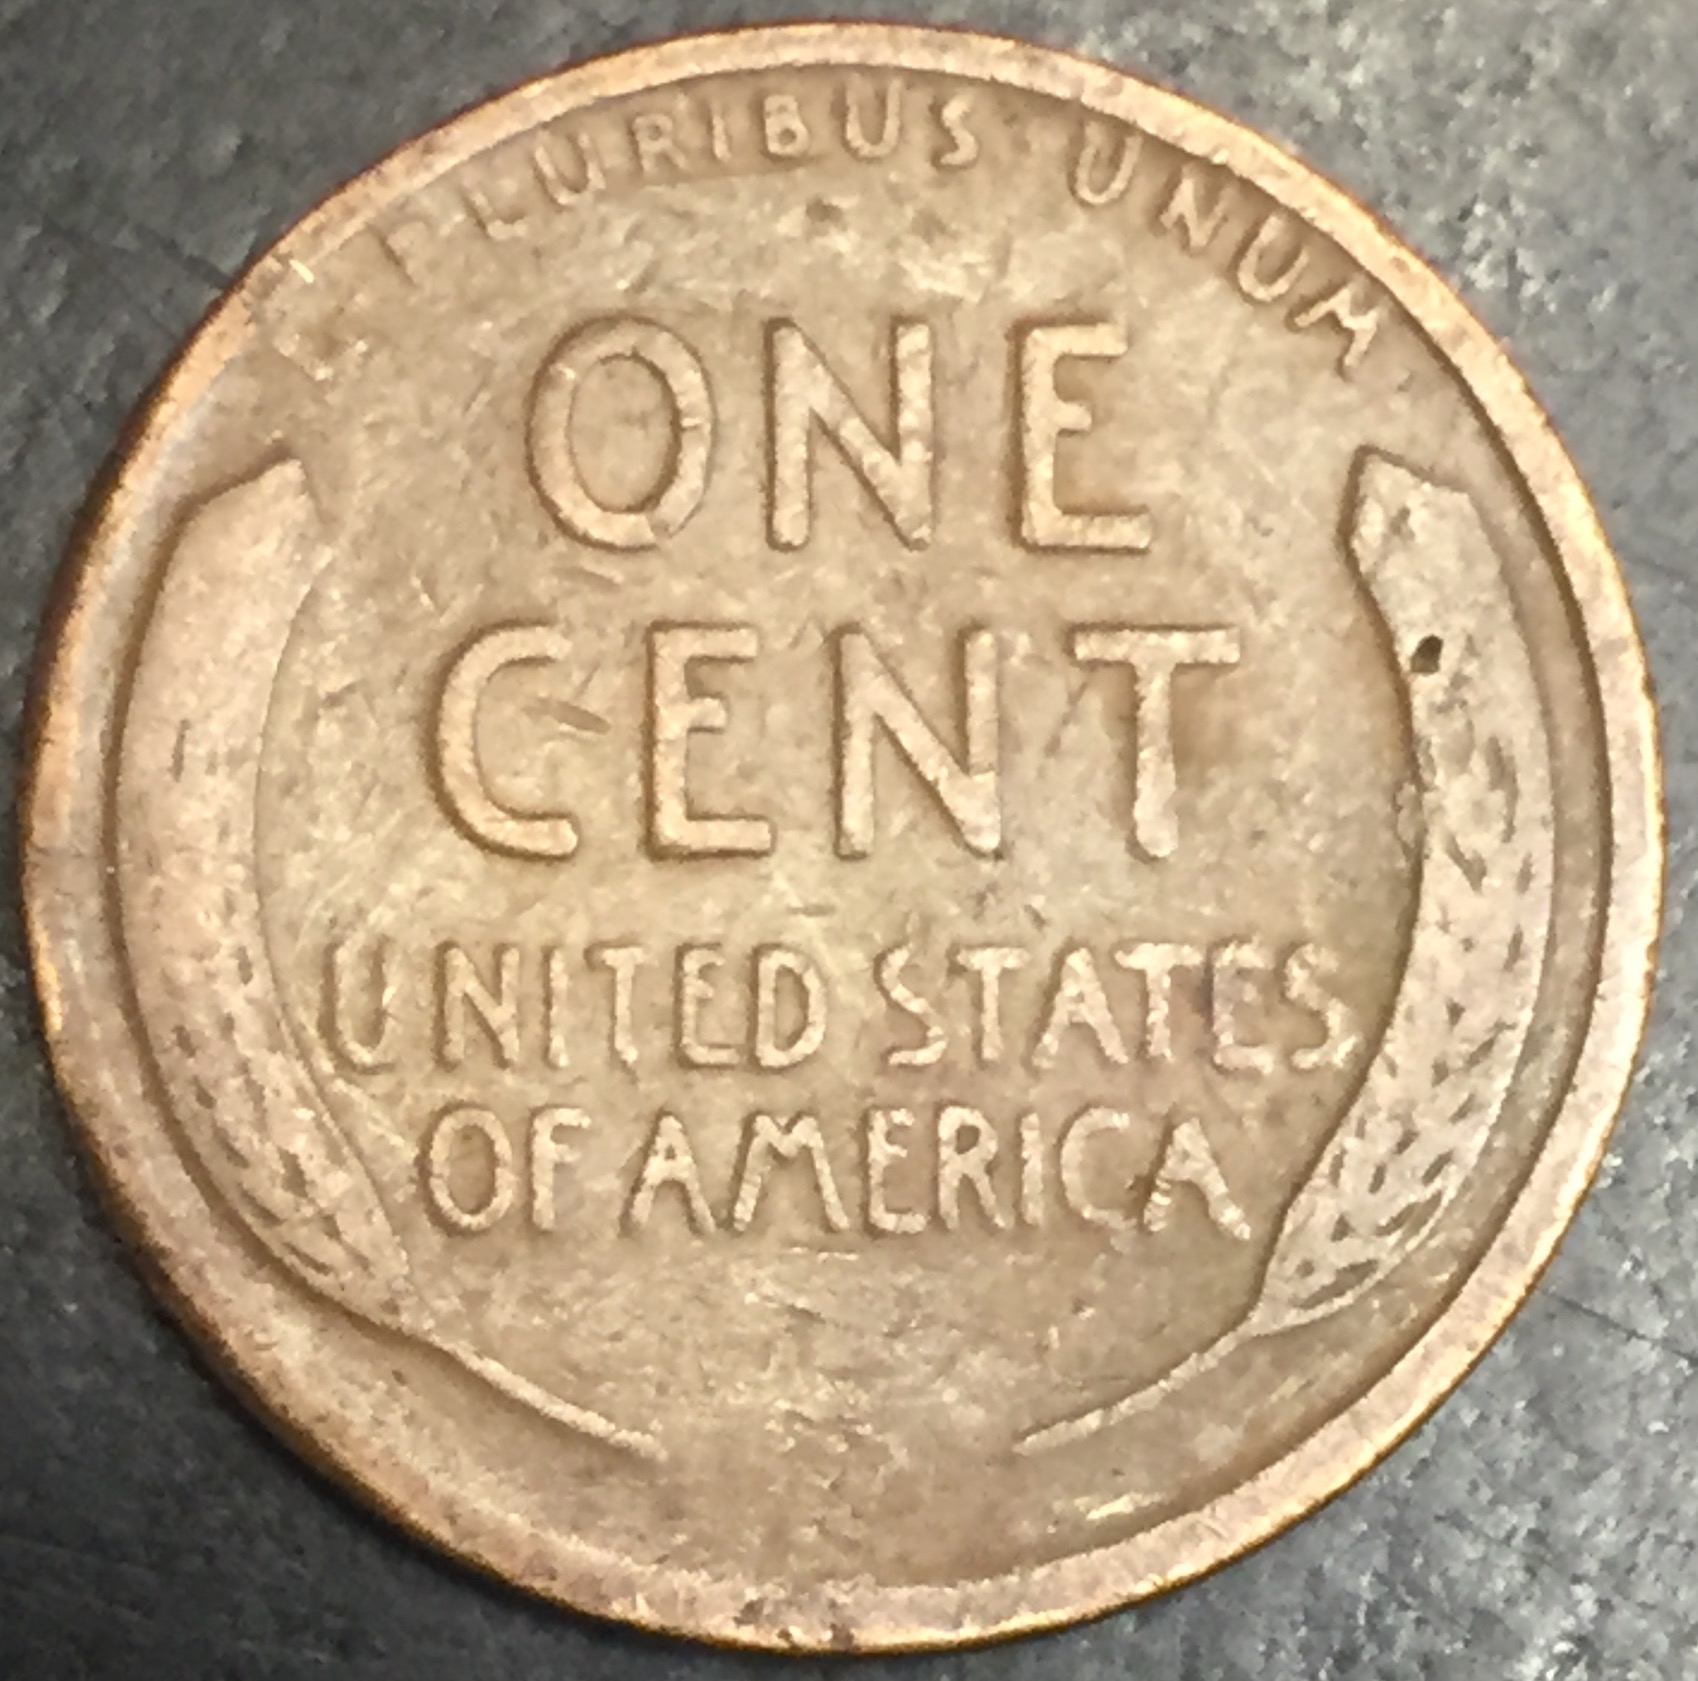 E PLURIBUS UNUM
ONE
CENT
UNITED STATES
OF AMERICA